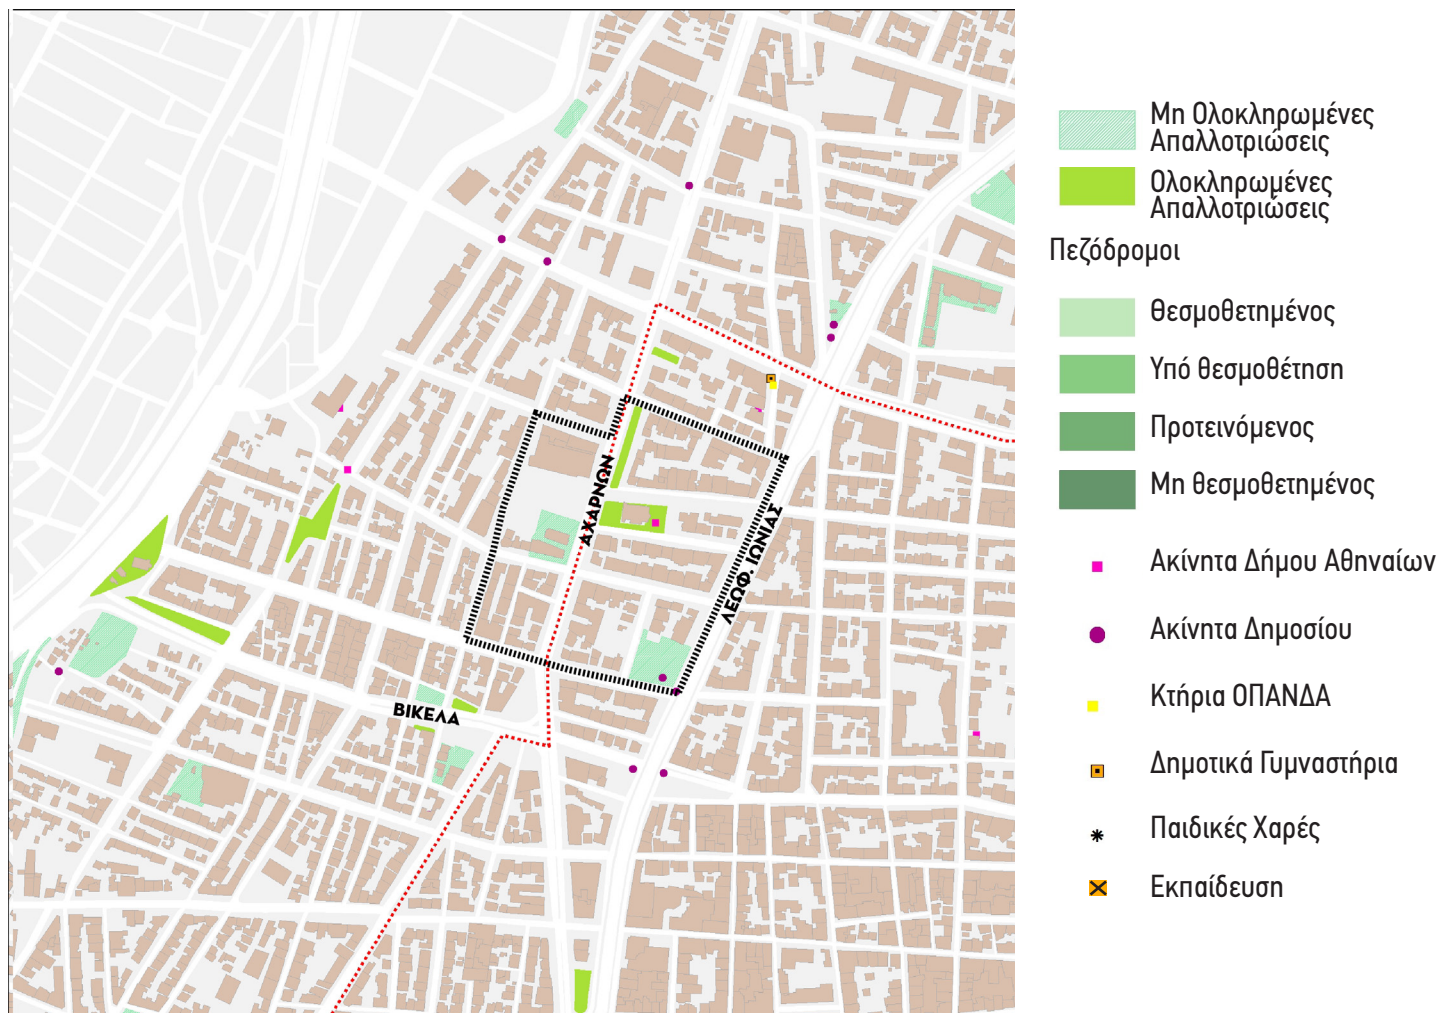 ΑΧΑΡΝΩΝ
ΛΕΩΦ. ΙΩΝΙΑΣ
ΒΙΚΕΛΑ
Μη Ολοκληρωμένες
Απαλλοτριώσεις
Ολοκληρωμένες
Απαλλοτριώσεις
Πεζόδρομοι
Θεσμοθετημένος
Υπό θεσμοθέτηση
Προτεινόμενος
Μη θεσμοθετημένος
Ακίνητα Δήμου Αθηναίων
Ακίνητα Δημοσίου
Κτήρια ΟΠΑΝΔΑ
Δημοτικά Γυμναστήρια
Παιδικές Χαρές
Εκπαίδευση